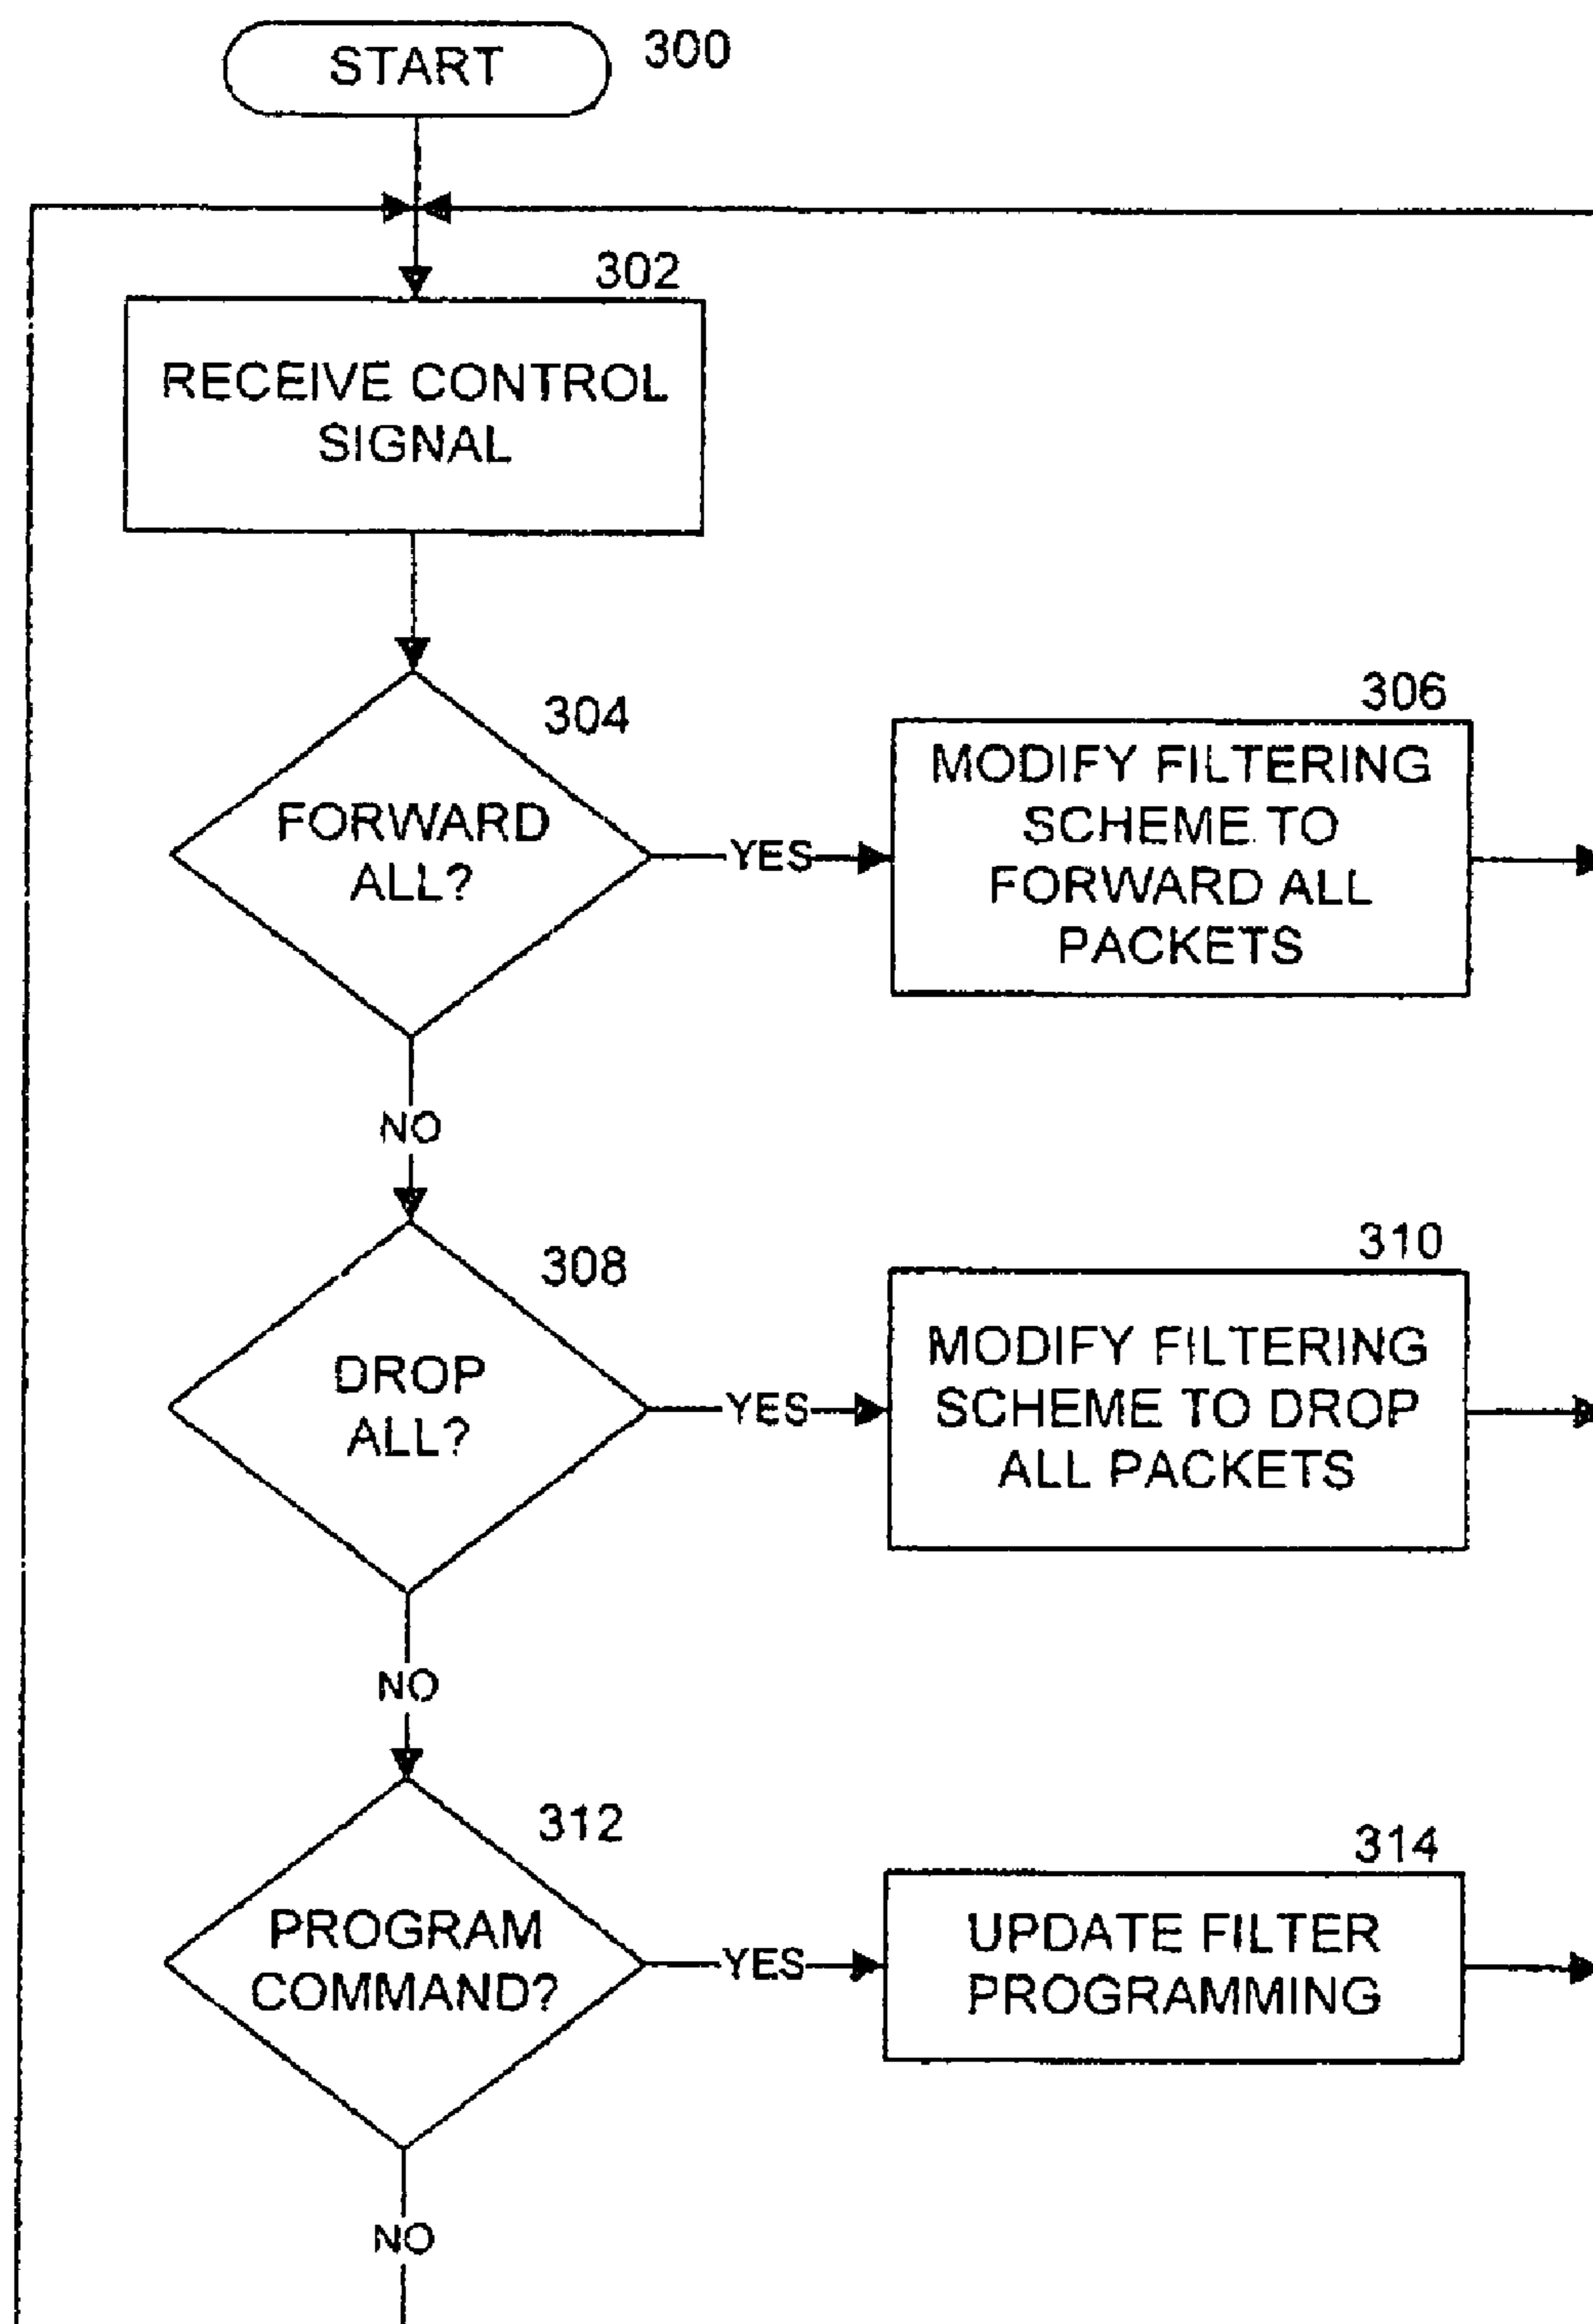 START
300
302
RECEIVE CONTROL
SIGNAL
304
FORWARD
ALL?
YES
306
MODIFY FILTERING
SCHEME TO
FORWARD ALL
PACKETS
NO
308
DROP
ALL?
YES
310
MODIFY FILTERING
SCHEME TO DROP
ALL PACKETS
NO
312
PROGRAM
COMMAND?
YES
314
UPDATE FILTER
PROGRAMMING
NO